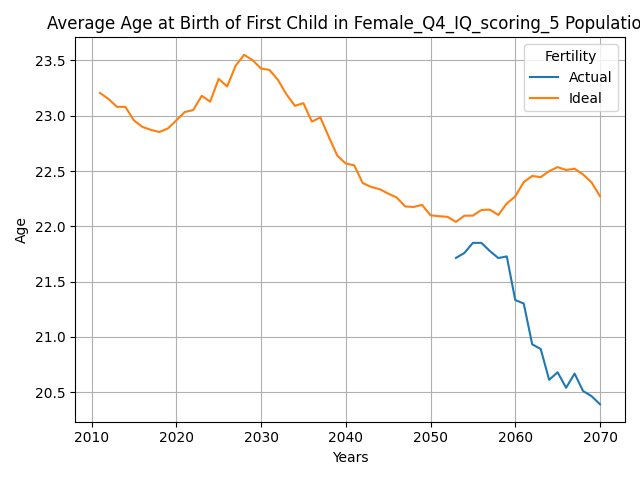 Average Age at Birth of First Child in Female_Q4_IQ_scoring_5 Populatio
Fertility
Actual
Ideal
23.5
23.0
22.5
22.0
21.5
21.0
20.5
Age
2010 2020 2030 2040 2050 2060 2070
Years